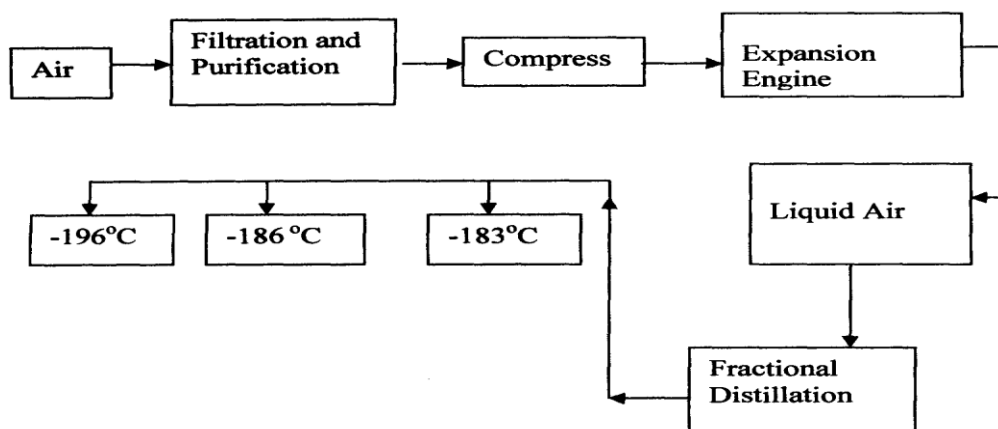 Air
Filtration and
Purification
Compress
Expansion
Engine
-196°C
-186 °C
-183°C
Liquid Air
Fractional
Distillation